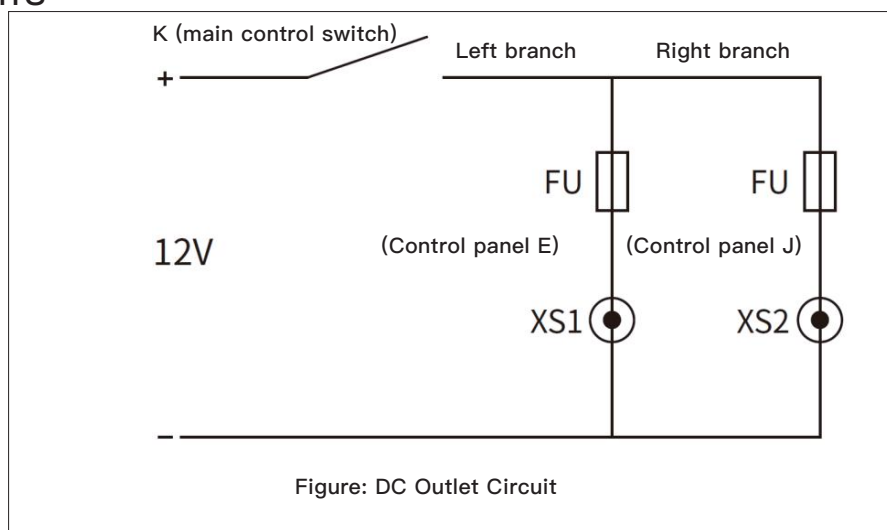 K (main control switch)
Left branch
Right branch
+
FU
FU
12V
(Control panel E)
(Control panel J)
XS1
XS2
−
Figure: DC Outlet Circuit